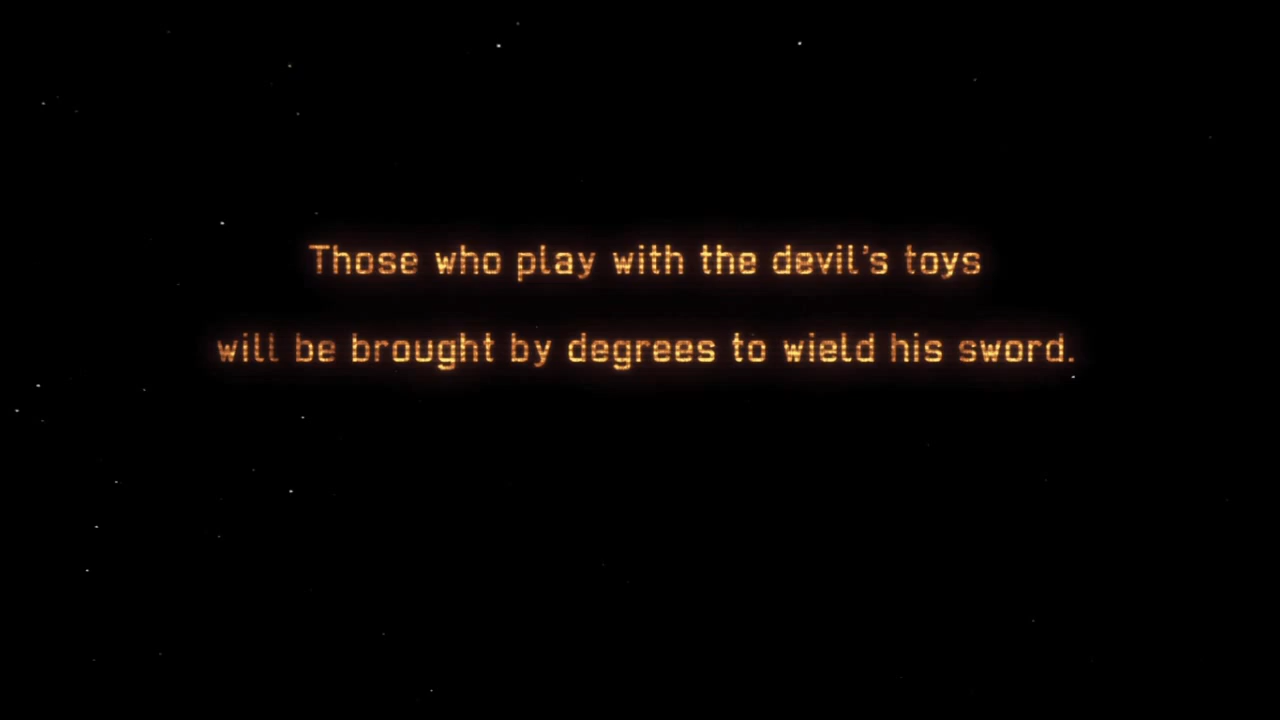 Those who play with the devil's toys
will be brought by degrees to wield his sword.